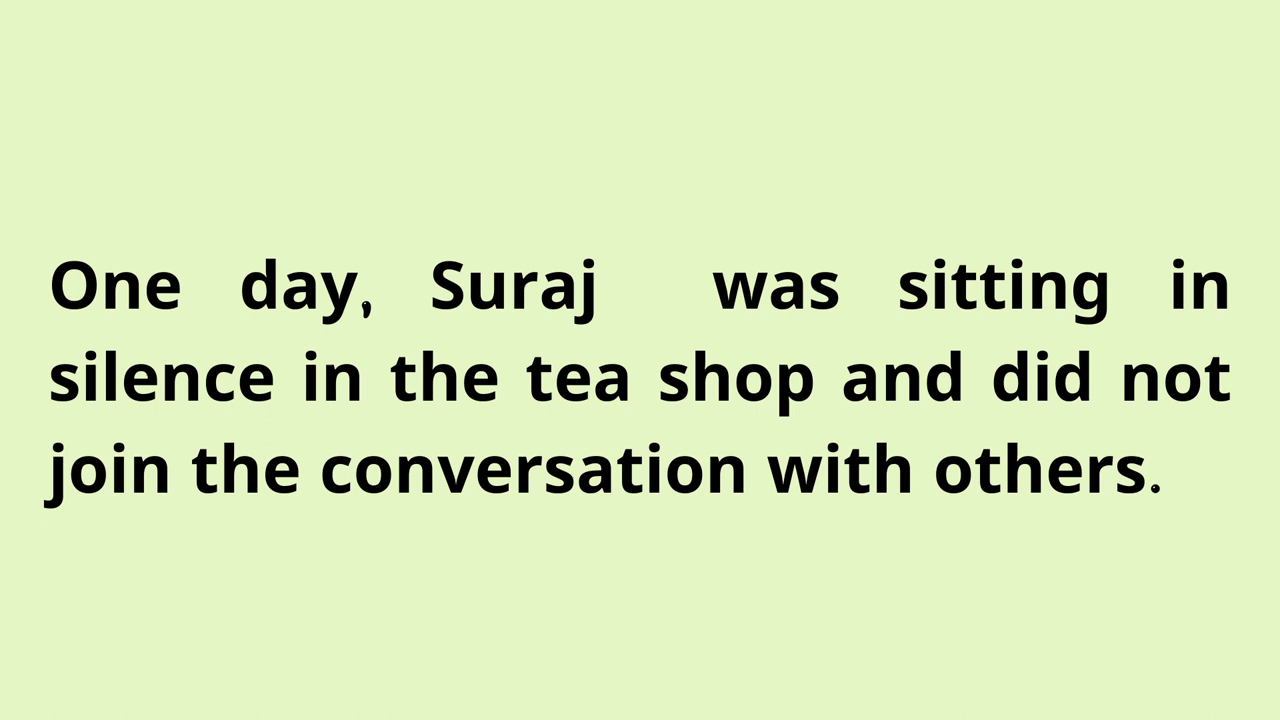 One day, Suraj  was sitting in
silence in the tea shop and did not
join the conversation with others.